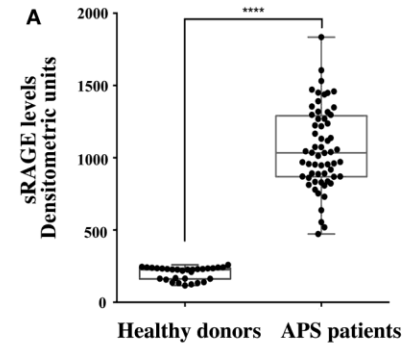 A
****
sRAGE levels
Densitometric units
2000
1500
1000
500
0
Healthy donors APS patients